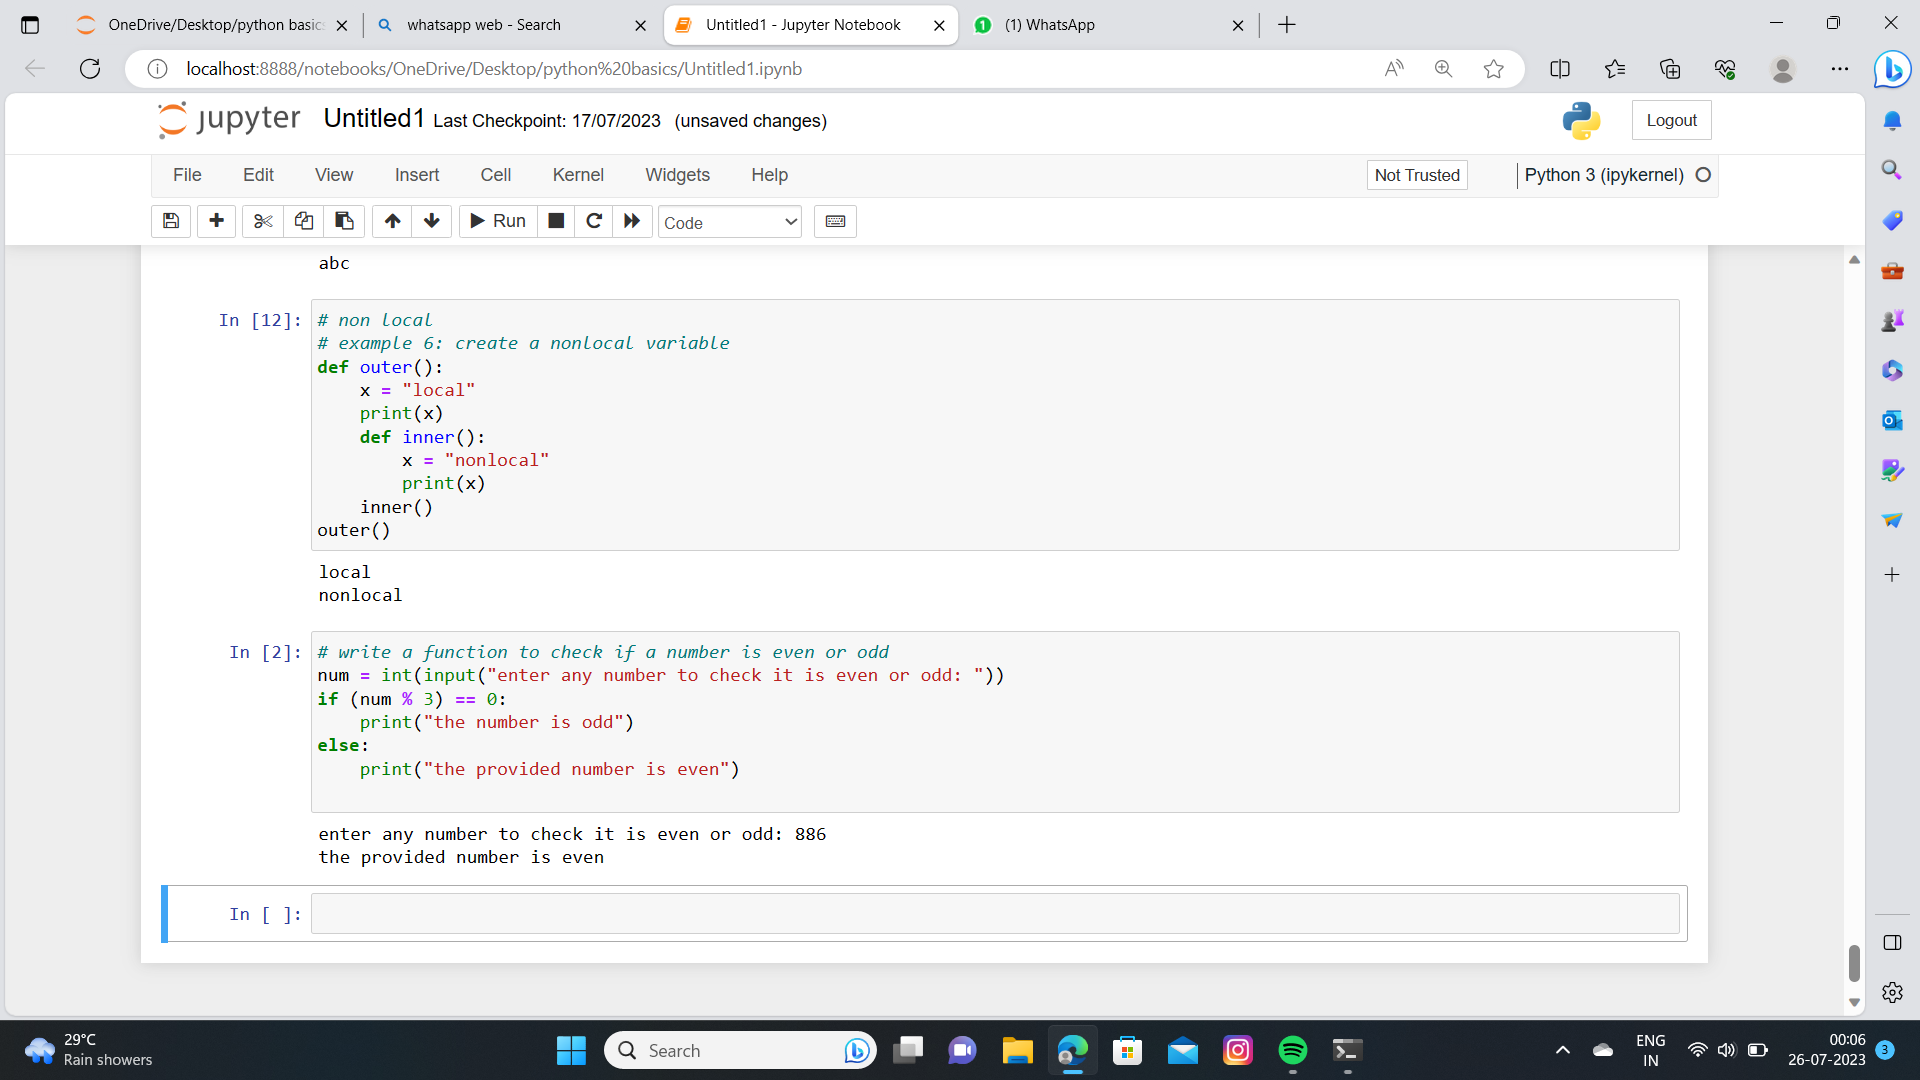 OneDrive/Desktop/python basics
whatsapp web - Search
Untitled1 - Jupyter Notebook
1
(1) WhatsApp
localhost:8888/notebooks/OneDrive/Desktop/python%20basics/Untitled1.ipynb
jupyter Untitled1 Last Checkpoint: 17/07/2023 (unsaved changes)
Logout
File Edit View Insert Cell Kernel Widgets Help
Not Trusted
Python 3 (ipykernel)
Run
Code
abc
In [12]:
# non local
# example 6: create a nonlocal variable
def outer():
    x = "local"
    print(x)
    def inner():
        x = "nonlocal"
        print(x)
    inner()
outer()
local
nonlocal
In [2]:
# write a function to check if a number is even or odd
num = int(input("enter any number to check it is even or odd: "))
if (num % 3) == 0:
    print("the number is odd")
else:
    print("the provided number is even")
enter any number to check it is even or odd: 886
the provided number is even
In [ ]:
29°C
Rain showers
Search
ENG
IN
00:06
26-07-2023
3